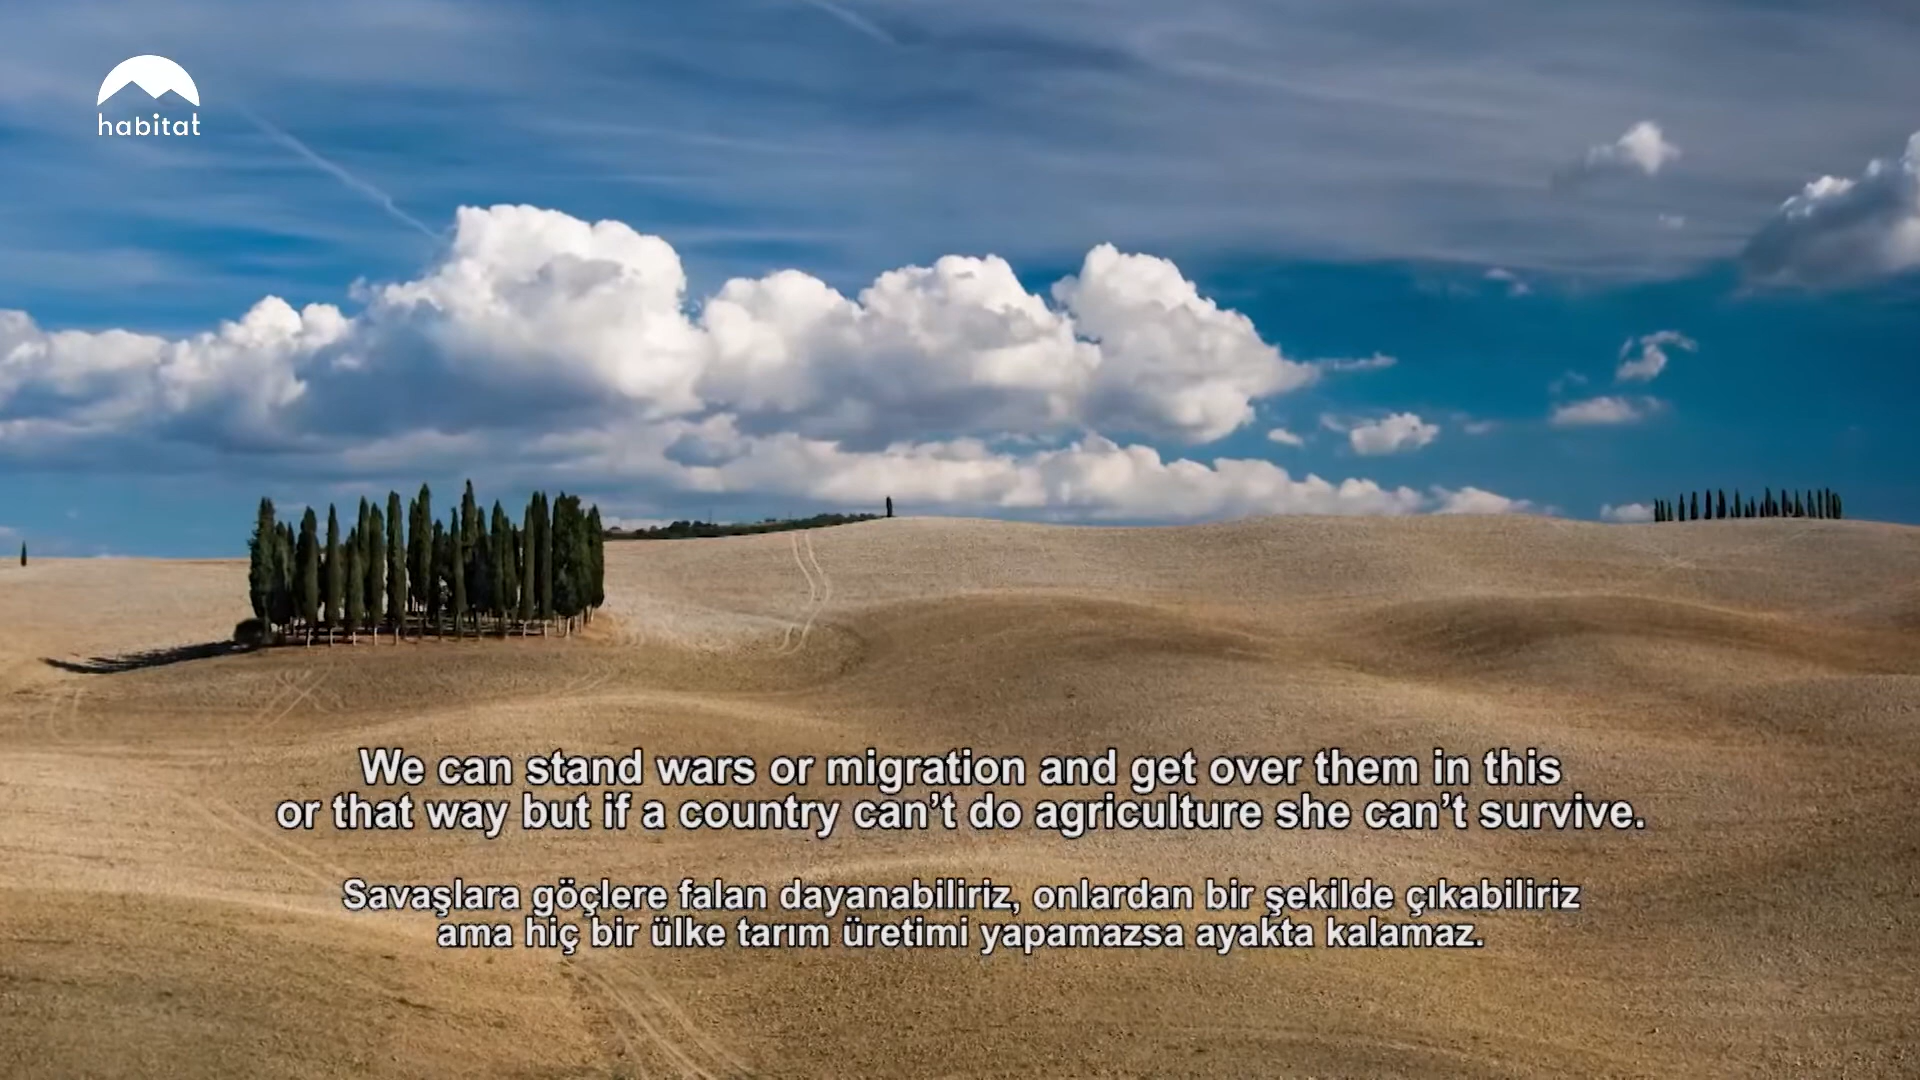 habitat
We can stand wars or migration and get over them in this
or that way but if a country can’t do agriculture she can’t survive.
Savaşlara göçlere falan dayanabiliriz, onlardan bir şekilde çıkabiliriz
ama hiç bir ülke tarım üretimi yapamazsa ayakta kalamaz.